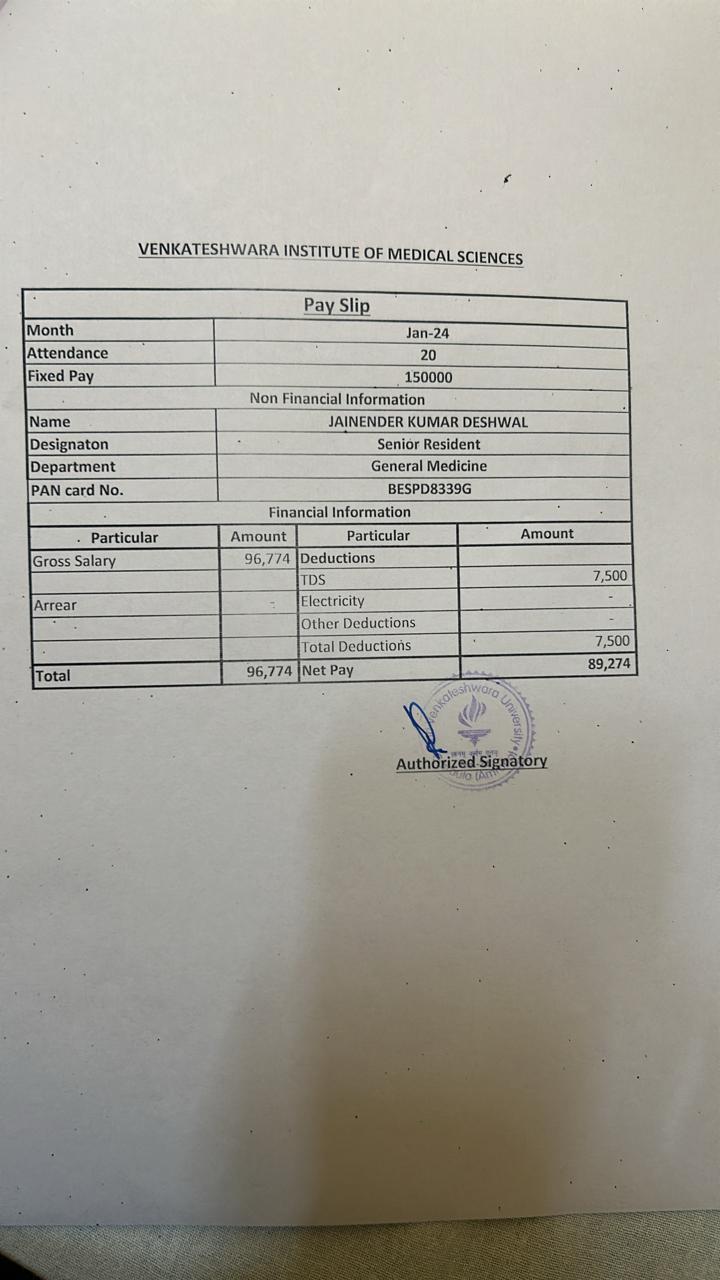 VENKATESHWARA INSTITUTE OF MEDICAL SCIENCES
Pay Slip
Month Jan-24
Attendance 20
Fixed Pay 150000
Non Financial Information
Name JAINENDER KUMAR DESHWAL
Designaton Senior Resident
Department General Medicine
PAN card No. BESPD8339G
Financial Information
Particular Amount Particular Amount
Gross Salary 96,774 Deductions
TDS 7,500
Arrear - Electricity -
Other Deductions -
Total Deductions 7,500
Total 96,774 Net Pay 89,274
Venkateshwara University
Authorized Signatory